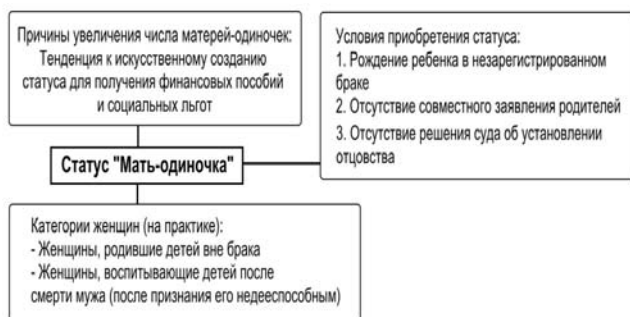 Причины увеличения числа матерей-одиночек:
Тенденция к искусственному созданию
статуса для получения финансовых пособий
и социальных льгот
Условия приобретения статуса:
1. Рождение ребенка в незарегистрированном
браке
2. Отсутствие совместного заявления родителей
3. Отсутствие решения суда об установлении
отцовства
Статус "Мать-одиночка"
Категории женщин (на практике):
- Женщины, родившие детей вне брака
- Женщины, воспитывающие детей после
смерти мужа (после признания его недееспособным)